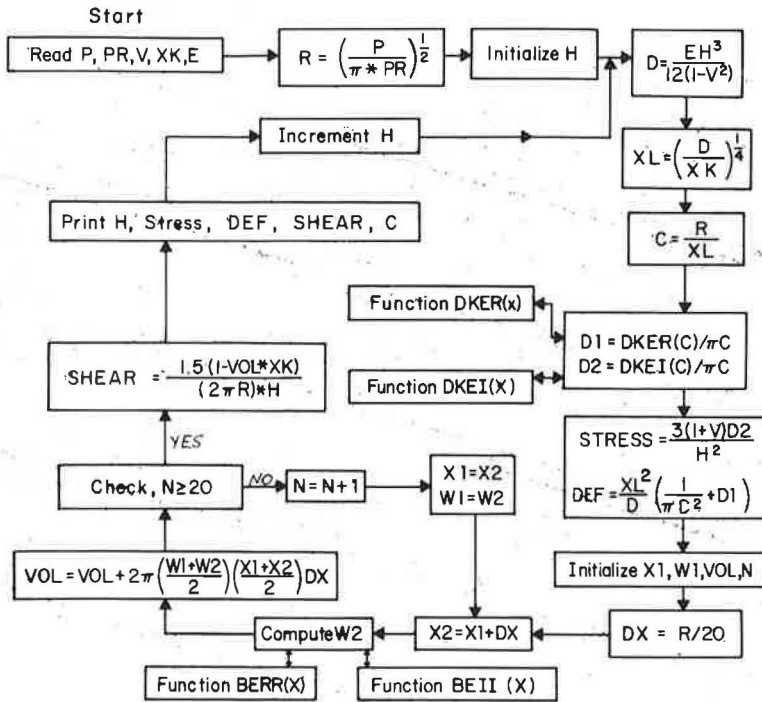 Start
Read P, PR, V, XK, E
R = (P / π * PR)^1/2
Initialize H
D = EH³ / 12(1-V²)
Increment H
XL = (D / XK)^1/4
Print H, Stress, DEF, SHEAR, C
C = R / XL
Function DKER(x)
D1 = DKER(C)/πC
D2 = DKEI(C)/πC
SHEAR = 1.5 (1-VOL*XK) / (2πR)*H
Function DKEI(X)
YES
STRESS = 3(1+V)D2 / H²
DEF = XL² / D (1 / πC² + D1)
Check, N≥20
NO
N = N+1
X1 = X2
W1 = W2
VOL = VOL + 2π (W1+W2 / 2) (X1+X2 / 2) DX
Initialize X1, W1, VOL, N
Compute W2
X2 = X1+DX
DX = R/20
Function BERR(X)
Function BEII (X)